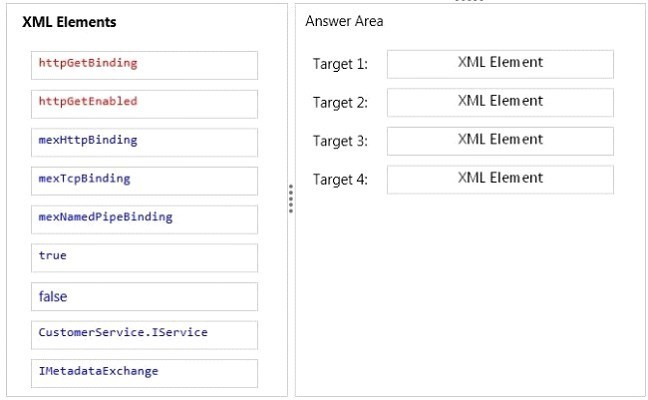 XML Elements
httpGetBinding
httpGetEnabled
mexHttpBinding
mexTcpBinding
mexNamedPipeBinding
true
false
CustomerService.IService
IMetadataExchange
Answer Area
Target 1: XML Element
Target 2: XML Element
Target 3: XML Element
Target 4: XML Element